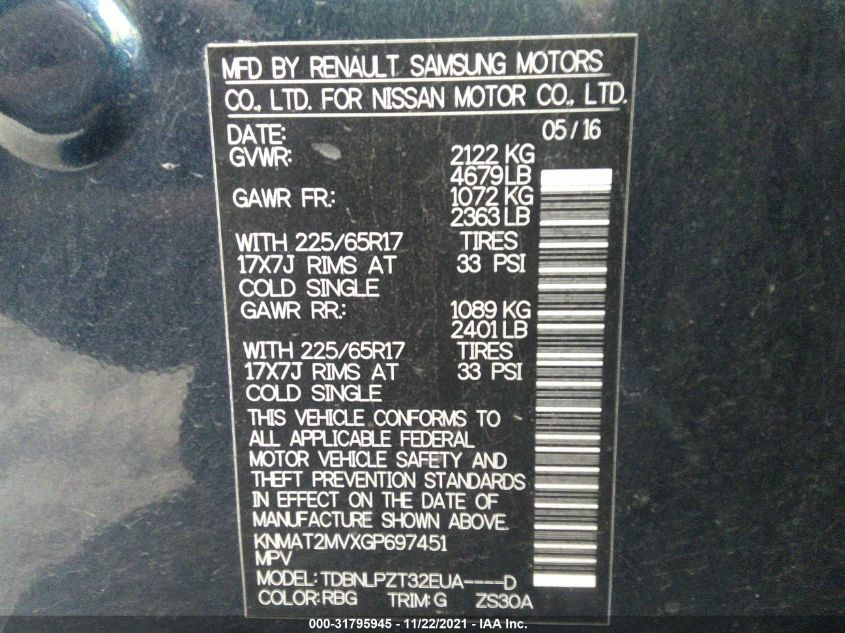 MFD BY RENAULT SAMSUNG MOTORS
CO., LTD. FOR NISSAN MOTOR CO., LTD.
DATE: 05/16
GVWR: 2122 KG
4679LB
GAWR FR.: 1072 KG
2363 LB
WITH 225/65R17 TIRES
17X7J RIMS AT 33 PSI
COLD SINGLE
GAWR RR.: 1089 KG
2401LB
WITH 225/65R17 TIRES
17X7J RIMS AT 33 PSI
COLD SINGLE
THIS VEHICLE CONFORMS TO
ALL APPLICABLE FEDERAL
MOTOR VEHICLE SAFETY AND
THEFT PREVENTION STANDARDS
IN EFFECT ON THE DATE OF
MANUFACTURE SHOWN ABOVE.
KNMAT2MVXGP697451
MPV
MODEL: TDBNLPZT32EUA----D
COLOR: RBG TRIM: G ZS30A
000-31795945 - 11/22/2021 - IAA Inc.